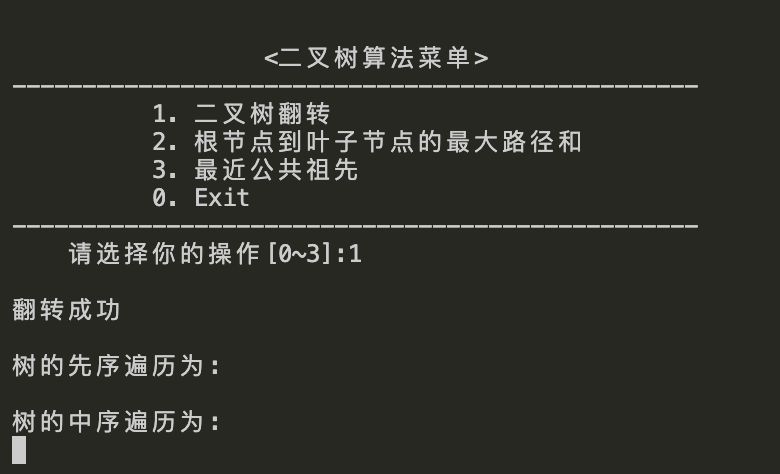 <二叉树算法菜单>
--------------------------------------------------
1. 二叉树翻转
2. 根节点到叶子节点的最大路径和
3. 最近公共祖先
0. Exit
--------------------------------------------------
请选择你的操作[0~3]:1
翻转成功
树的先序遍历为:
树的中序遍历为: